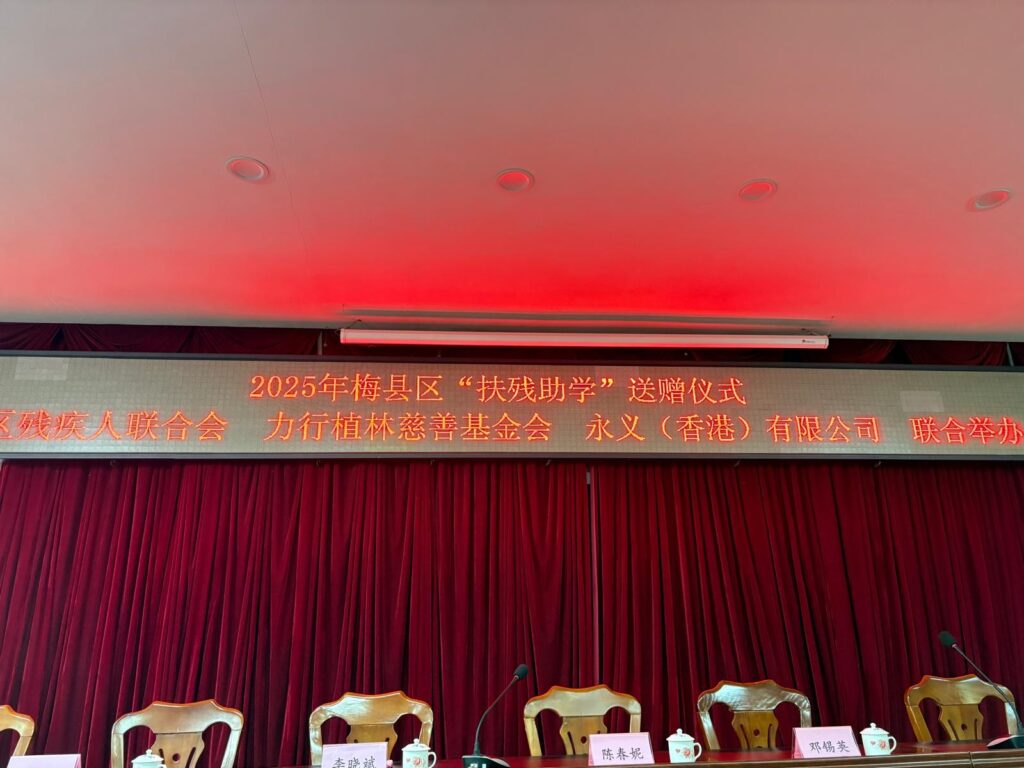 2025年梅县区“扶残助学”送赠仪式
区残疾人联合会 力行植林慈善基金会 永义（香港）有限公司 联合举办
李晓斌
陈春妮
邓锡英